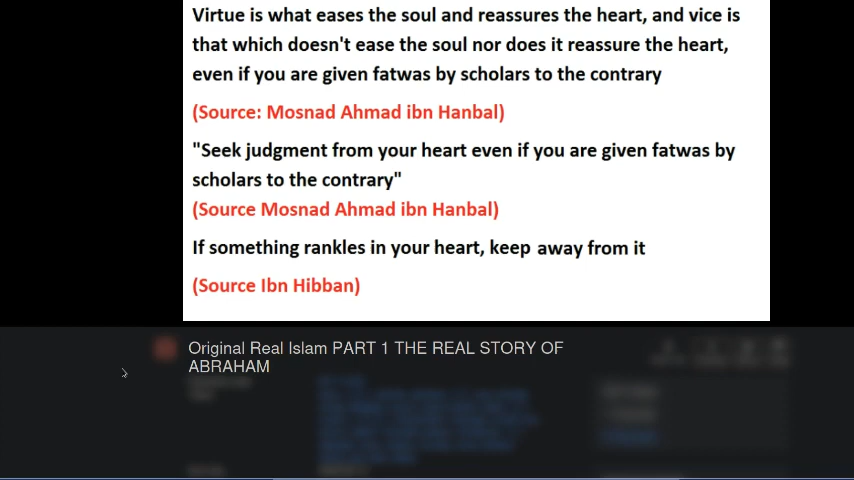 Virtue is what eases the soul and reassures the heart, and vice is
that which doesn't ease the soul nor does it reassure the heart,
even if you are given fatwas by scholars to the contrary
(Source: Mosnad Ahmad ibn Hanbal)
"Seek judgment from your heart even if you are given fatwas by
scholars to the contrary"
(Source Mosnad Ahmad ibn Hanbal)
If something rankles in your heart, keep away from it
(Source Ibn Hibban)
Original Real Islam PART 1 THE REAL STORY OF
ABRAHAM